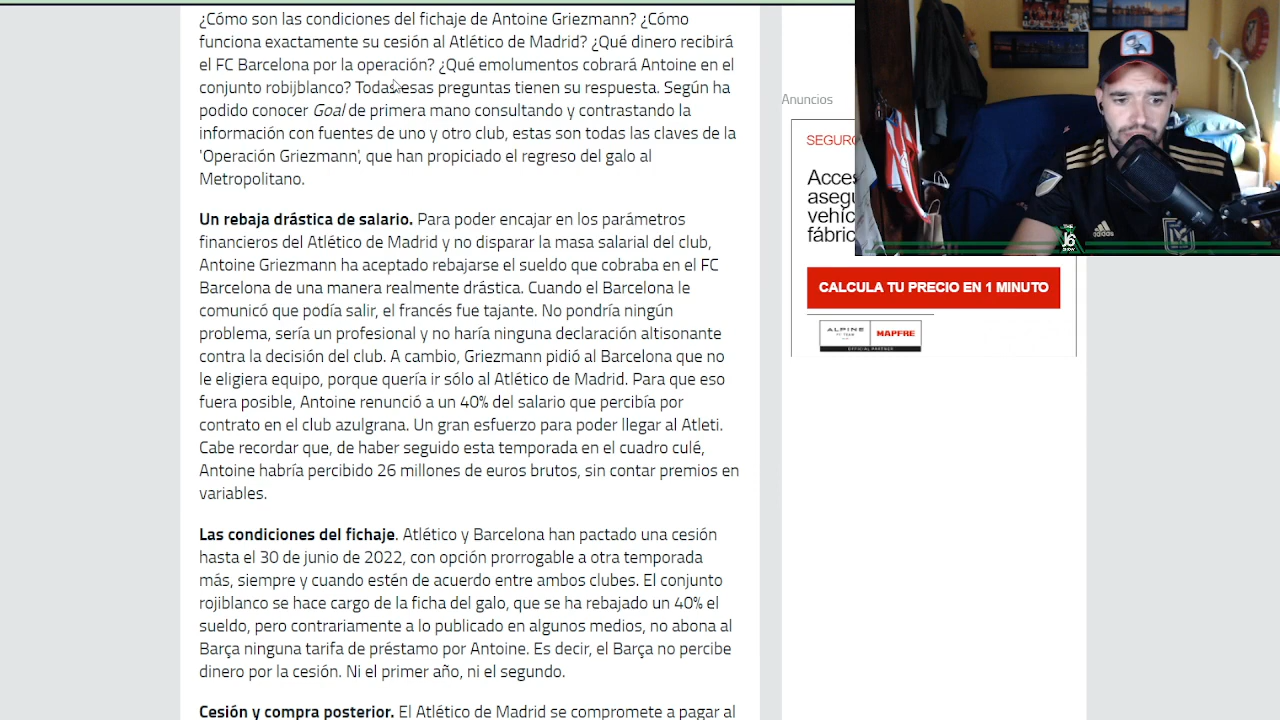 ¿Cómo son las condiciones del fichaje de Antoine Griezmann? ¿Cómo
funciona exactamente su cesión al Atlético de Madrid? ¿Qué dinero recibirá
el FC Barcelona por la operación? ¿Qué emolumentos cobrará Antoine en el
conjunto robijblanco? Todas esas preguntas tienen su respuesta. Según ha
podido conocer Goal de primera mano consultando y contrastando la
información con fuentes de uno y otro club, estas son todas las claves de la
'Operación Griezmann', que han propiciado el regreso del galo al
Metropolitano.
Un rebaja drástica de salario. Para poder encajar en los parámetros
financieros del Atlético de Madrid y no disparar la masa salarial del club,
Antoine Griezmann ha aceptado rebajarse el sueldo que cobraba en el FC
Barcelona de una manera realmente drástica. Cuando el Barcelona le
comunicó que podía salir, el francés fue tajante. No pondría ningún
problema, sería un profesional y no haría ninguna declaración altisonante
contra la decisión del club. A cambio, Griezmann pidió al Barcelona que no
le eligiera equipo, porque quería ir sólo al Atlético de Madrid. Para que eso
fuera posible, Antoine renunció a un 40% del salario que percibía por
contrato en el club azulgrana. Un gran esfuerzo para poder llegar al Atleti.
Cabe recordar que, de haber seguido esta temporada en el cuadro culé,
Antoine habría percibido 26 millones de euros brutos, sin contar premios en
variables.
Las condiciones del fichaje. Atlético y Barcelona han pactado una cesión
hasta el 30 de junio de 2022, con opción prorrogable a otra temporada
más, siempre y cuando estén de acuerdo entre ambos clubes. El conjunto
rojiblanco se hace cargo de la ficha del galo, que se ha rebajado un 40% el
sueldo, pero contrariamente a lo publicado en algunos medios, no abona al
Barça ninguna tarifa de préstamo por Antoine. Es decir, el Barça no percibe
dinero por la cesión. Ni el primer año, ni el segundo.
Cesión y compra posterior. El Atlético de Madrid se compromete a pagar al
Anuncios
SEGURO
Acces
asegu
vehíc
fábric
CALCULA TU PRECIO EN 1 MINUTO
ALPINE
MAPFRE
OFFICIAL PARTNER
THE
J6
SHOW
adidas